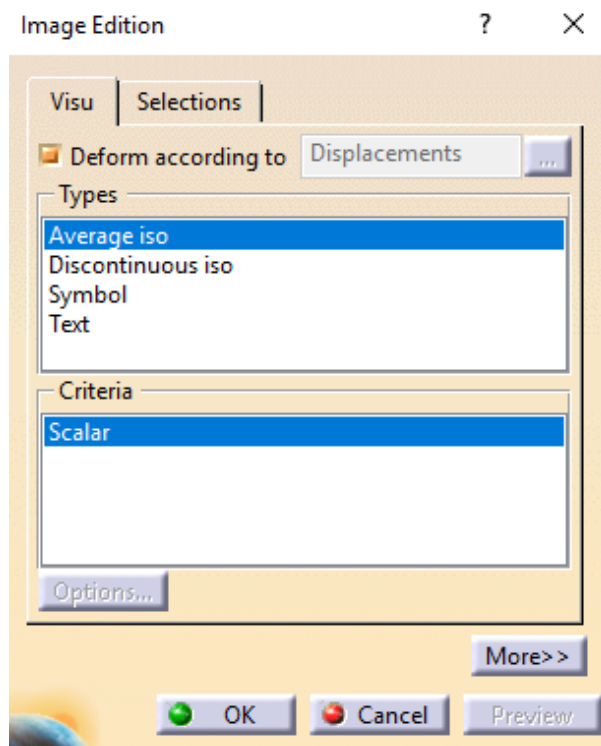 Image Edition ? ×
Visu Selections
Deform according to Displacements ...
Types
Average iso
Discontinuous iso
Symbol
Text
Criteria
Scalar
Options...
More>>
OK Cancel Preview